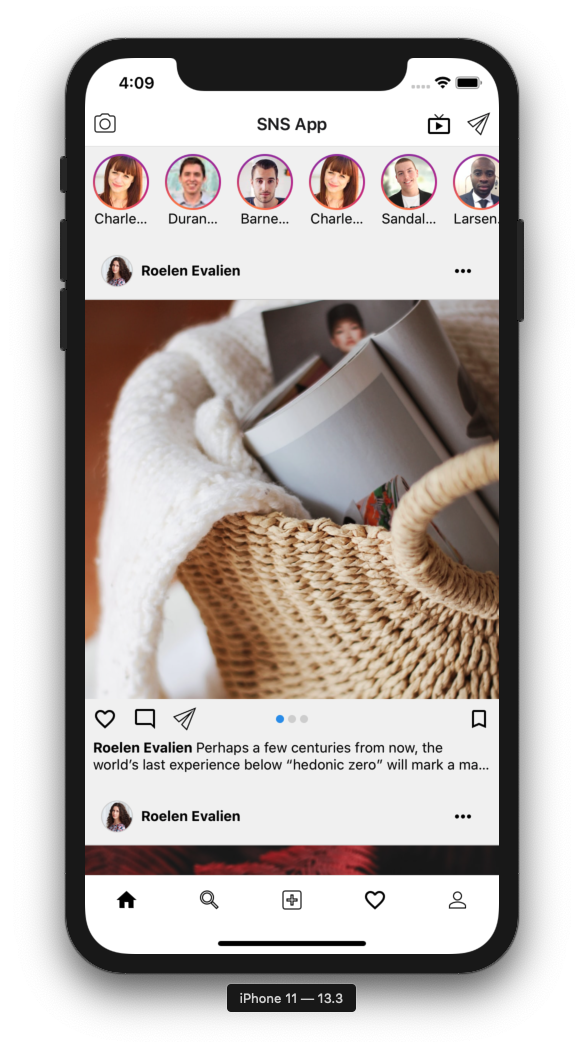 4:09
SNS App
Charle...
Duran...
Barne...
Charle...
Sandal...
Larsen.
Roelen Evalien
Roelen Evalien Perhaps a few centuries from now, the
world’s last experience below “hedonic zero” will mark a ma...
Roelen Evalien
iPhone 11 — 13.3